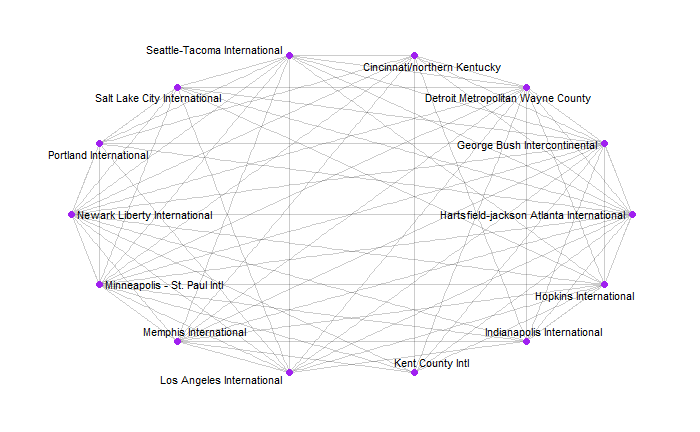 Seattle-Tacoma International
Cincinnati/northern Kentucky
Salt Lake City International
Detroit Metropolitan Wayne County
George Bush Intercontinental
Portland International
Newark Liberty International
Hartsfield-jackson Atlanta International
Minneapolis - St. Paul Intl
Hopkins International
Memphis International
Indianapolis International
Kent County Intl
Los Angeles International